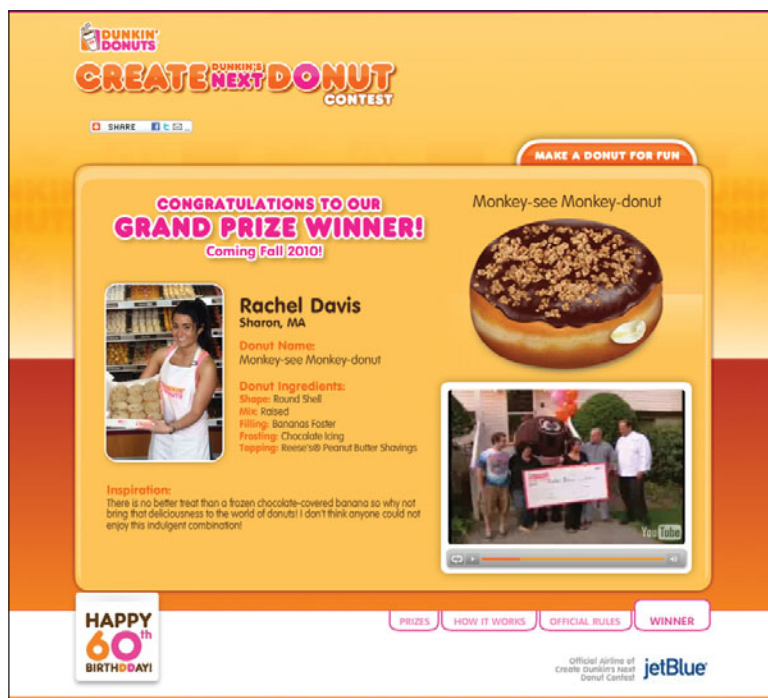 DUNKIN'
DONUTS
CREATE DUNKIN'S NEXT DONUT
CONTEST
SHARE
MAKE A DONUT FOR FUN
CONGRATULATIONS TO OUR
GRAND PRIZE WINNER!
Coming Fall 2010!
Monkey-see Monkey-donut
Rachel Davis
Sharon, MA
Donut Name:
Monkey-see Monkey-donut
Donut Ingredients:
Shape: Round Shell
Mix: Raised
Filling: Bananas Foster
Frosting: Chocolate Icing
Topping: Reese's® Peanut Butter Shavings
Inspiration:
There is no better treat than a frozen chocolate-covered banana so why not
bring that deliciousness to the world of donuts! I don't think anyone could not
enjoy this indulgent combination!
YouTube
HAPPY
60th
BIRTHDDAY!
PRIZES
HOW IT WORKS
OFFICIAL RULES
WINNER
Official Airline of
Create Dunkin's Next
Donut Contest
jetBlue